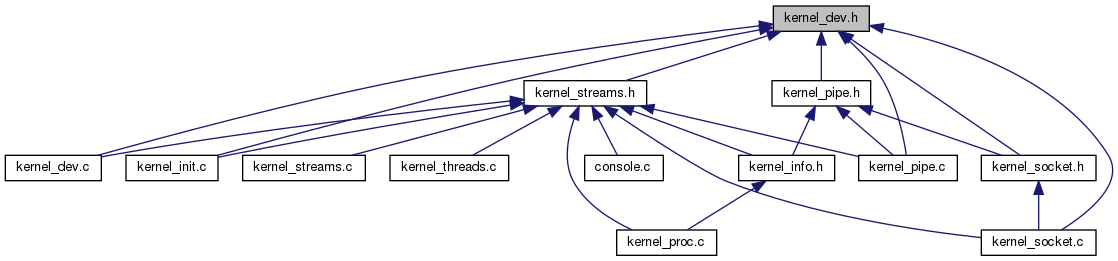 kernel_dev.h
kernel_streams.h
kernel_pipe.h
kernel_dev.c
kernel_init.c
kernel_streams.c
kernel_threads.c
console.c
kernel_info.h
kernel_pipe.c
kernel_socket.h
kernel_proc.c
kernel_socket.c